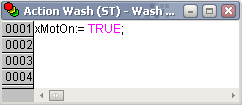 Action Wash (ST) - Wash ...
0001 xMotOn:= TRUE;
0002
0003
0004